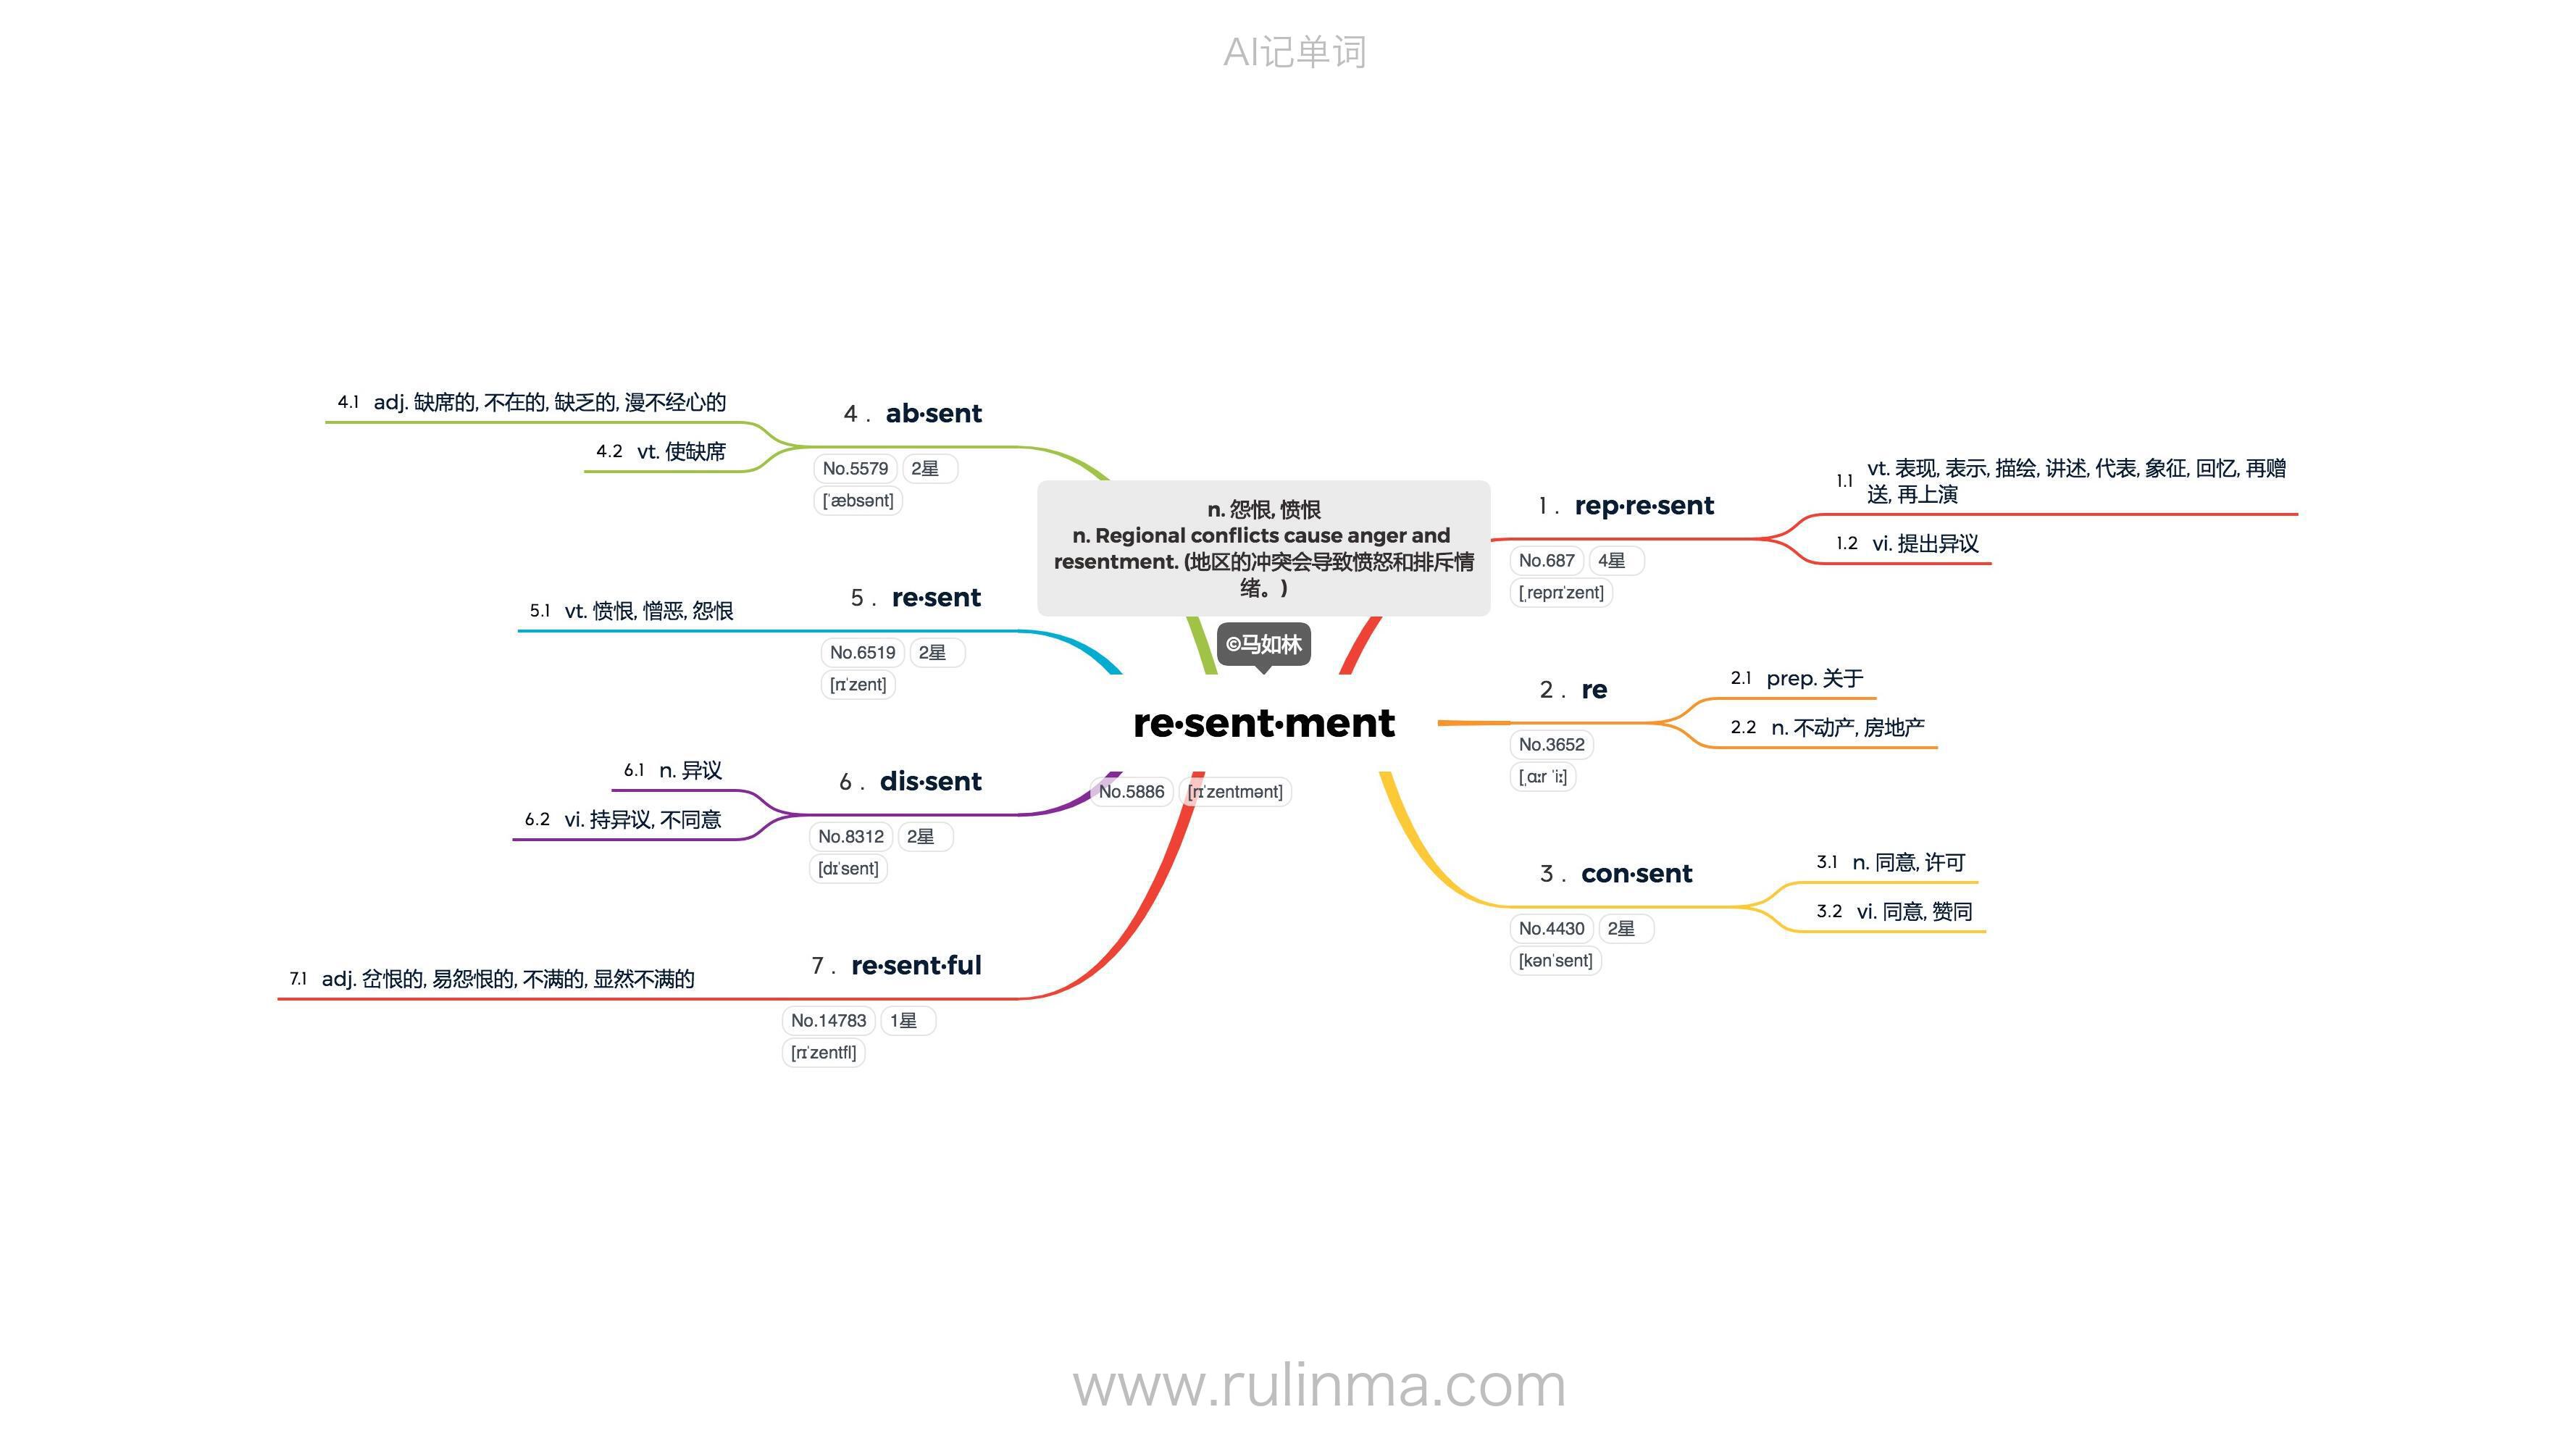 AI记单词
n. 怨恨, 愤恨
n. Regional conflicts cause anger and
resentment. (地区的冲突会导致愤怒和排斥情
绪。)
©马如林
re·sent·ment
No.5886 [rɪˈzentmənt]
1 . rep·re·sent
No.687 4星
[ˌreprɪˈzent]
1.1 vt. 表现, 表示, 描绘, 讲述, 代表, 象征, 回忆, 再赠
送, 再上演
1.2 vi. 提出异议
2 . re
No.3652
[ˌɑːr ˈiː]
2.1 prep. 关于
2.2 n. 不动产, 房地产
3 . con·sent
No.4430 2星
[kənˈsent]
3.1 n. 同意, 许可
3.2 vi. 同意, 赞同
4 . ab·sent
No.5579 2星
[ˈæbsənt]
4.1 adj. 缺席的, 不在的, 缺乏的, 漫不经心的
4.2 vt. 使缺席
5 . re·sent
No.6519 2星
[rɪˈzent]
5.1 vt. 愤恨, 憎恶, 怨恨
6 . dis·sent
No.8312 2星
[dɪˈsent]
6.1 n. 异议
6.2 vi. 持异议, 不同意
7 . re·sent·ful
No.14783 1星
[rɪˈzentfl]
7.1 adj. 岔恨的, 易怨恨的, 不满的, 显然不满的
www.rulinma.com